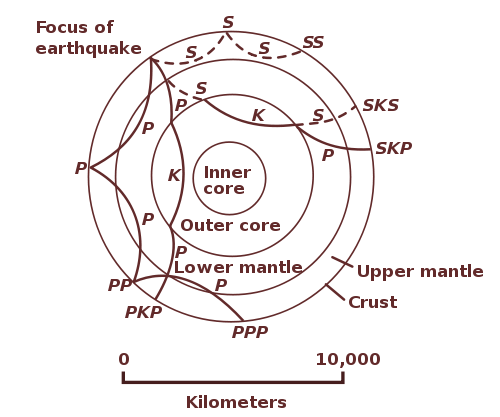 S
Focus of
earthquake
S
S
SS
S
P
K
S
SKS
P
P
SKP
P
K
Inner
core
P
Outer core
P
Lower mantle
Upper mantle
PP
P
Crust
PKP
PPP
0
10,000
Kilometers